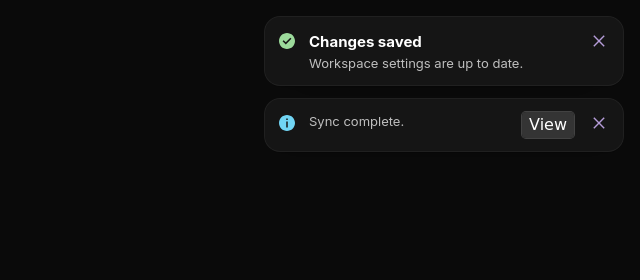 Changes saved
Workspace settings are up to date.
Sync complete.
View